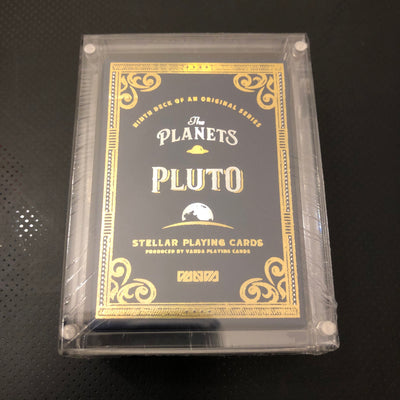 NINTH DECK OF AN ORIGINAL SERIES
The
PLANETS
PLUTO
STELLAR PLAYING CARDS
PRODUCED BY VANDA PLAYING CARDS